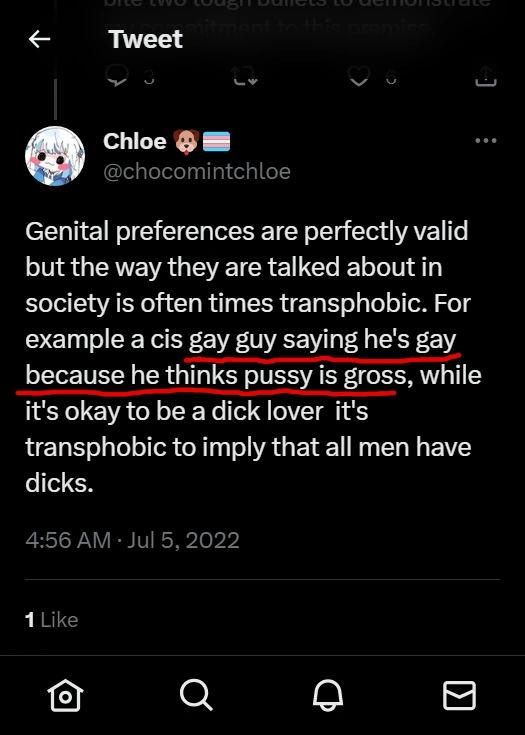 bite two tough bullets to demonstrate
my commitment to this premise
Tweet
3
6
Chloe
@chocomintchloe
Genital preferences are perfectly valid
but the way they are talked about in
society is often times transphobic. For
example a cis gay guy saying he's gay
because he thinks pussy is gross, while
it's okay to be a dick lover it's
transphobic to imply that all men have
dicks.
4:56 AM · Jul 5, 2022
1 Like